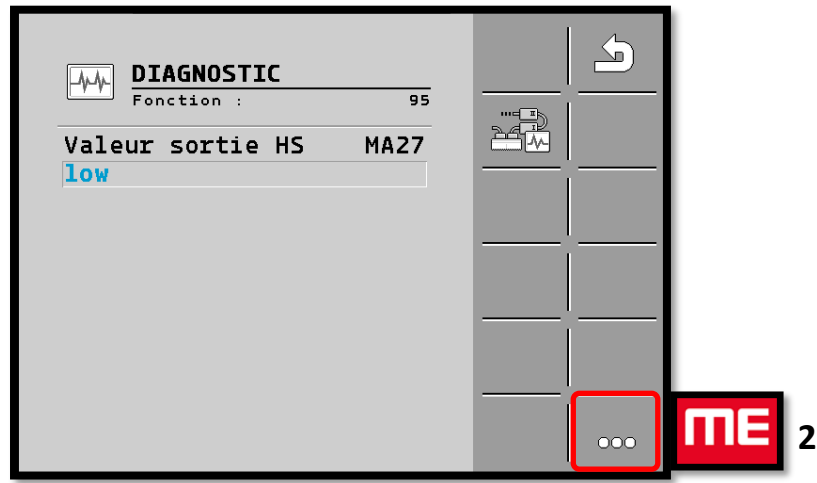 DIAGNOSTIC
Fonction : 95
Valeur sortie HS MA27
low
ME 2